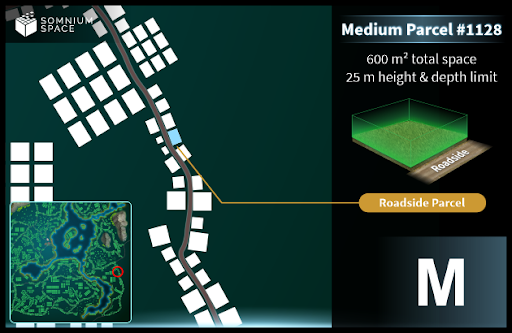 SOMNIUM
SPACE
Medium Parcel #1128
600 m² total space
25 m height & depth limit
Roadside
Roadside Parcel
M